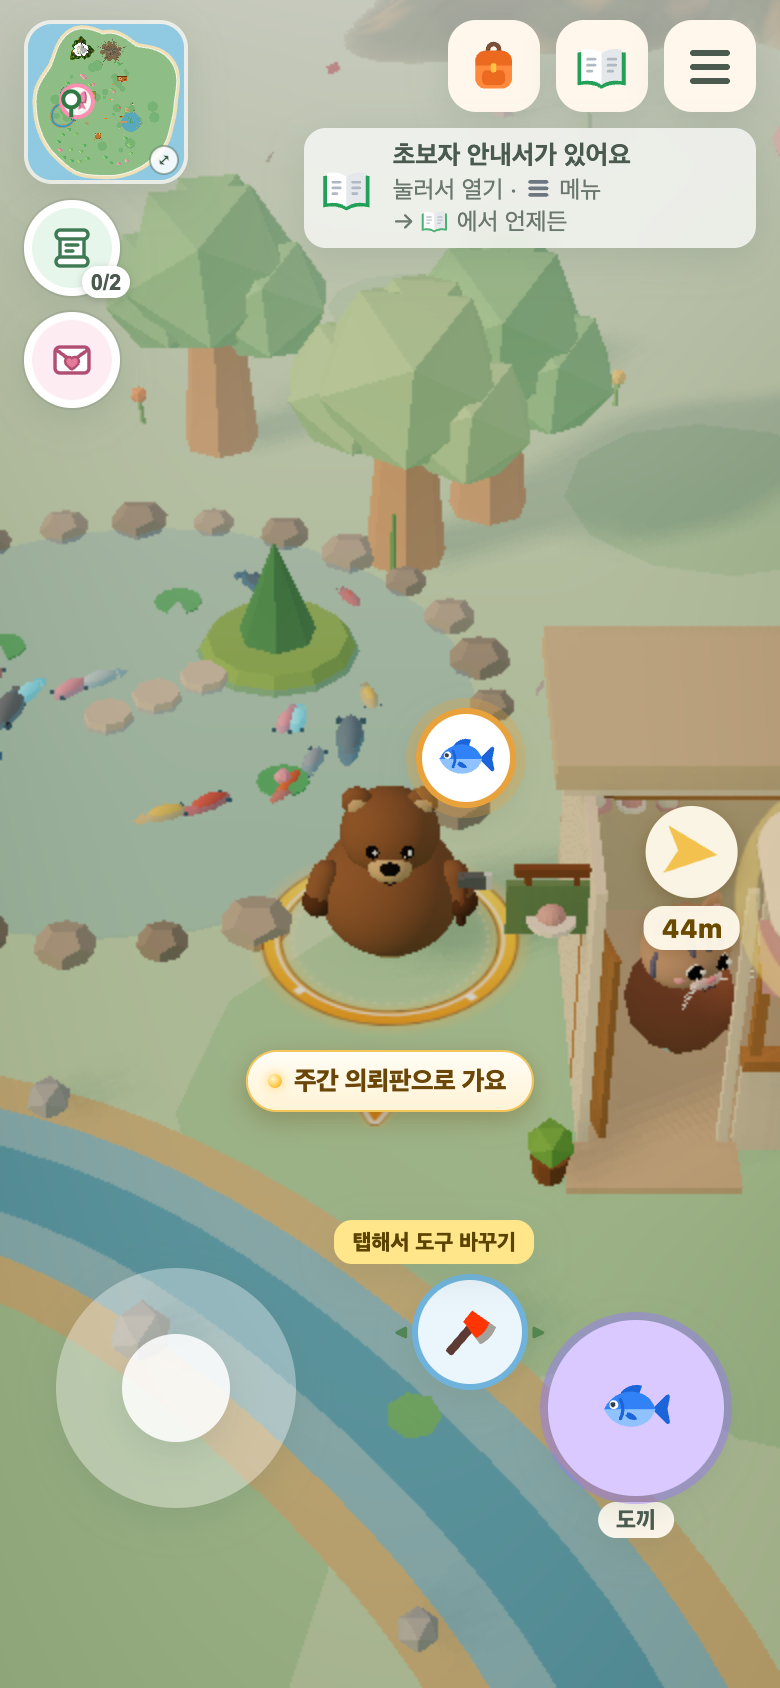 초보자 안내서가 있어요
눌러서 열기 · ☰ 메뉴
→ 에서 언제든
0/2
44m
주간 의뢰판으로 가요
탭해서 도구 바꾸기
도끼